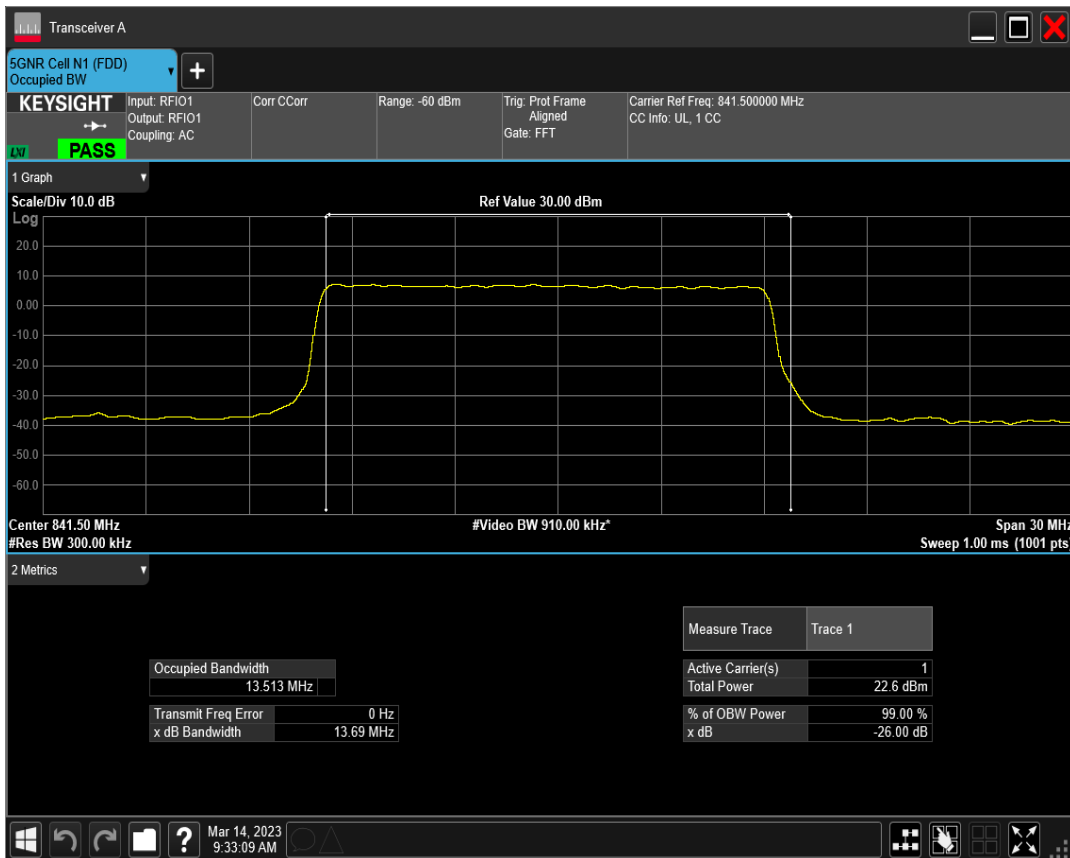 Transceiver A
5GNR Cell N1 (FDD)
Occupied BW
+
KEYSIGHT
LXI
PASS
Input: RFIO1
Output: RFIO1
Coupling: AC
Corr CCorr
Range: -60 dBm
Trig: Prot Frame
Aligned
Gate: FFT
Carrier Ref Freq: 841.500000 MHz
CC Info: UL, 1 CC
1 Graph
Scale/Div 10.0 dB
Ref Value 30.00 dBm
Log
20.0
10.0
0.00
-10.0
-20.0
-30.0
-40.0
-50.0
-60.0
Center 841.50 MHz
#Video BW 910.00 kHz*
Span 30 MHz
#Res BW 300.00 kHz
Sweep 1.00 ms (1001 pts)
2 Metrics
Measure Trace Trace 1
Occupied Bandwidth
13.513 MHz
Active Carrier(s) 1
Total Power 22.6 dBm
Transmit Freq Error 0 Hz
x dB Bandwidth 13.69 MHz
% of OBW Power 99.00 %
x dB -26.00 dB
?
Mar 14, 2023
9:33:09 AM